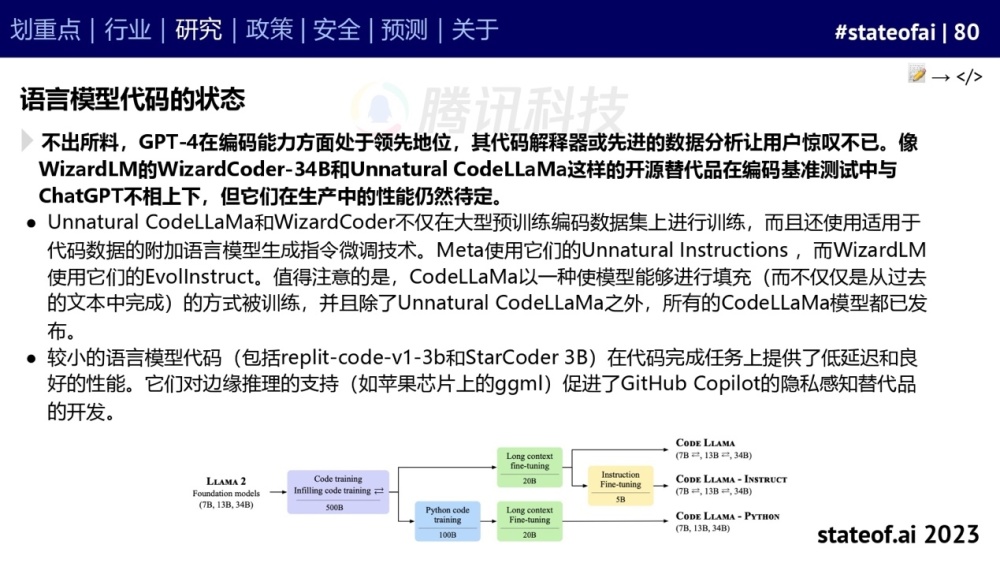 划重点 | 行业 | 研究 | 政策 | 安全 | 预测 | 关于
#stateofai | 80
→ </>
语言模型代码的状态
腾讯科技
不出所料，GPT-4在编码能力方面处于领先地位，其代码解释器或先进的数据分析让用户惊叹不已。像
WizardLM的WizardCoder-34B和Unnatural CodeLLaMa这样的开源替代品在编码基准测试中与
ChatGPT不相上下，但它们在生产中的性能仍然待定。
● Unnatural CodeLLaMa和WizardCoder不仅在大型预训练编码数据集上进行训练，而且还使用适用于
代码数据的附加语言模型生成指令微调技术。Meta使用它们的Unnatural Instructions ，而WizardLM
使用它们的EvolInstruct。值得注意的是，CodeLLaMa以一种使模型能够进行填充（而不仅仅是从过去
的文本中完成）的方式被训练，并且除了Unnatural CodeLLaMa之外，所有的CodeLLaMa模型都已发
布。
● 较小的语言模型代码（包括replit-code-v1-3b和StarCoder 3B）在代码完成任务上提供了低延迟和良
好的性能。它们对边缘推理的支持（如苹果芯片上的ggml）促进了GitHub Copilot的隐私感知替代品
的开发。
LLAMA 2
Foundation models
(7B, 13B, 34B)
Code training
Infilling code training ⇄
500B
Long context
fine-tuning
20B
Python code
training
100B
Long context
Fine-tuning
20B
Instruction
Fine-tuning
5B
CODE LLAMA
(7B ⇄, 13B ⇄, 34B)
CODE LLAMA - INSTRUCT
(7B ⇄, 13B ⇄, 34B)
CODE LLAMA - PYTHON
(7B, 13B, 34B)
stateof.ai 2023